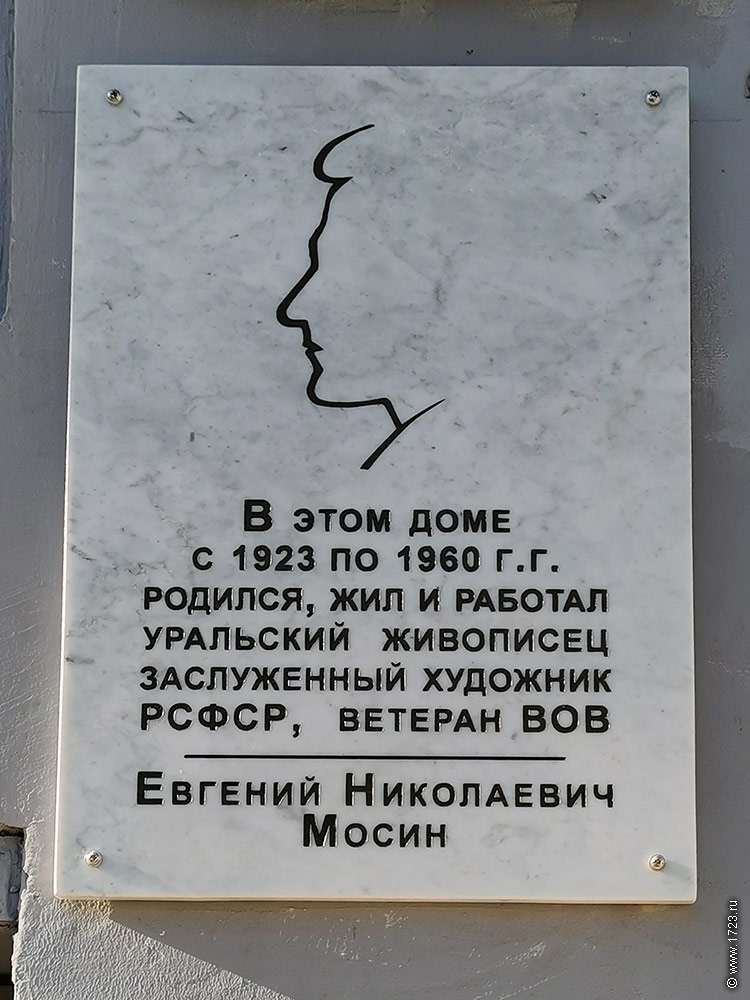 В ЭТОМ ДОМЕ
С 1923 ПО 1960 Г.Г.
РОДИЛСЯ, ЖИЛ И РАБОТАЛ
УРАЛЬСКИЙ ЖИВОПИСЕЦ
ЗАСЛУЖЕННЫЙ ХУДОЖНИК
РСФСР, ВЕТЕРАН ВОВ
ЕВГЕНИЙ НИКОЛАЕВИЧ
МОСИН
© www.1723.ru